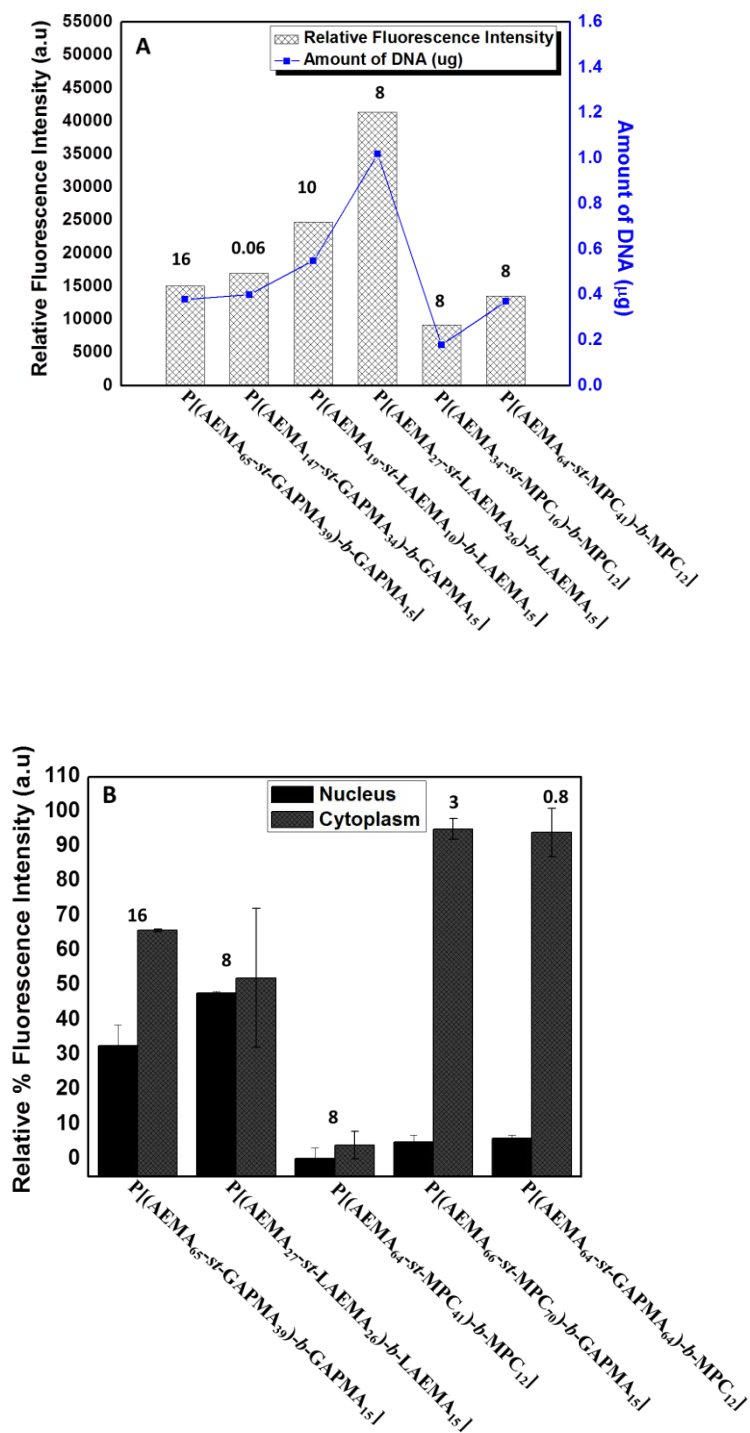 A
Relative Fluorescence Intensity (a.u)
55000
50000
45000
40000
35000
30000
25000
20000
15000
10000
5000
0
Relative Fluorescence Intensity
Amount of DNA (ug)
16
0.06
10
8
8
8
1.6
1.4
1.2
1.0
0.8
0.6
0.4
0.2
0.0
Amount of DNA (µg)
P[(AEMA65-st-GAPMA39)-b-GAPMA15]
P[(AEMA147-st-GAPMA34)-b-GAPMA15]
P[(AEMA19-st-LAEMA10)-b-LAEMA15]
P[(AEMA27-st-LAEMA26)-b-LAEMA15]
P[(AEMA34-st-MPC16)-b-MPC12]
P[(AEMA64-st-MPC41)-b-MPC12]
B
Relative % Fluorescence Intensity (a.u)
110
100
90
80
70
60
50
40
30
20
10
0
Nucleus
Cytoplasm
16
8
8
3
0.8
P[(AEMA65-st-GAPMA39)-b-GAPMA15]
P[(AEMA27-st-LAEMA26)-b-LAEMA15]
P[(AEMA64-st-MPC41)-b-MPC12]
P[(AEMA66-st-MPC70)-b-GAPMA15]
P[(AEMA64-st-GAPMA64)-b-MPC12]